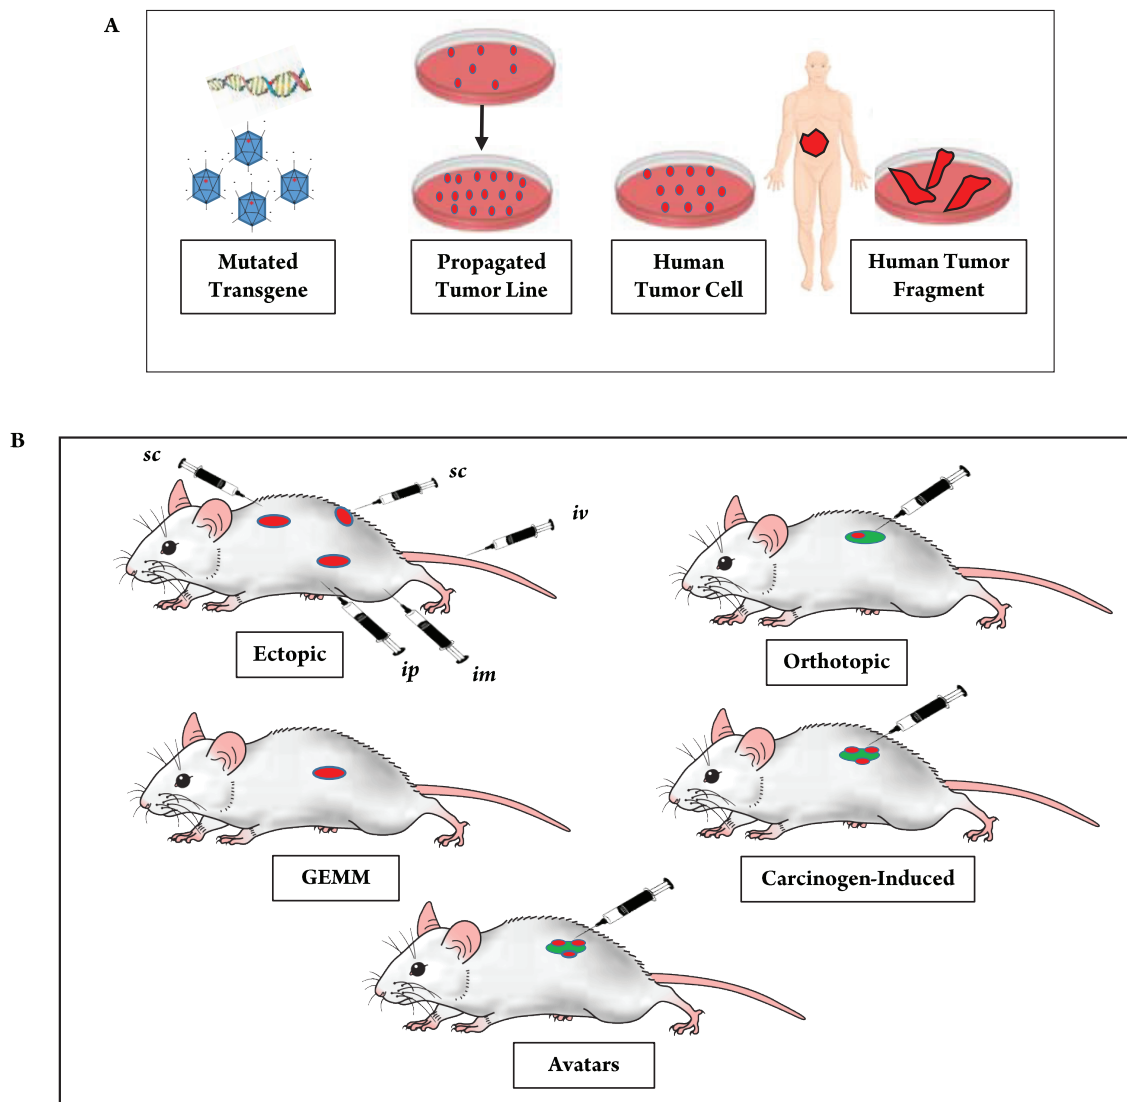 A
Mutated
Transgene
Propagated
Tumor Line
Human
Tumor Cell
Human Tumor
Fragment
B
sc
sc
iv
ip
im
Ectopic
Orthotopic
GEMM
Carcinogen-Induced
Avatars